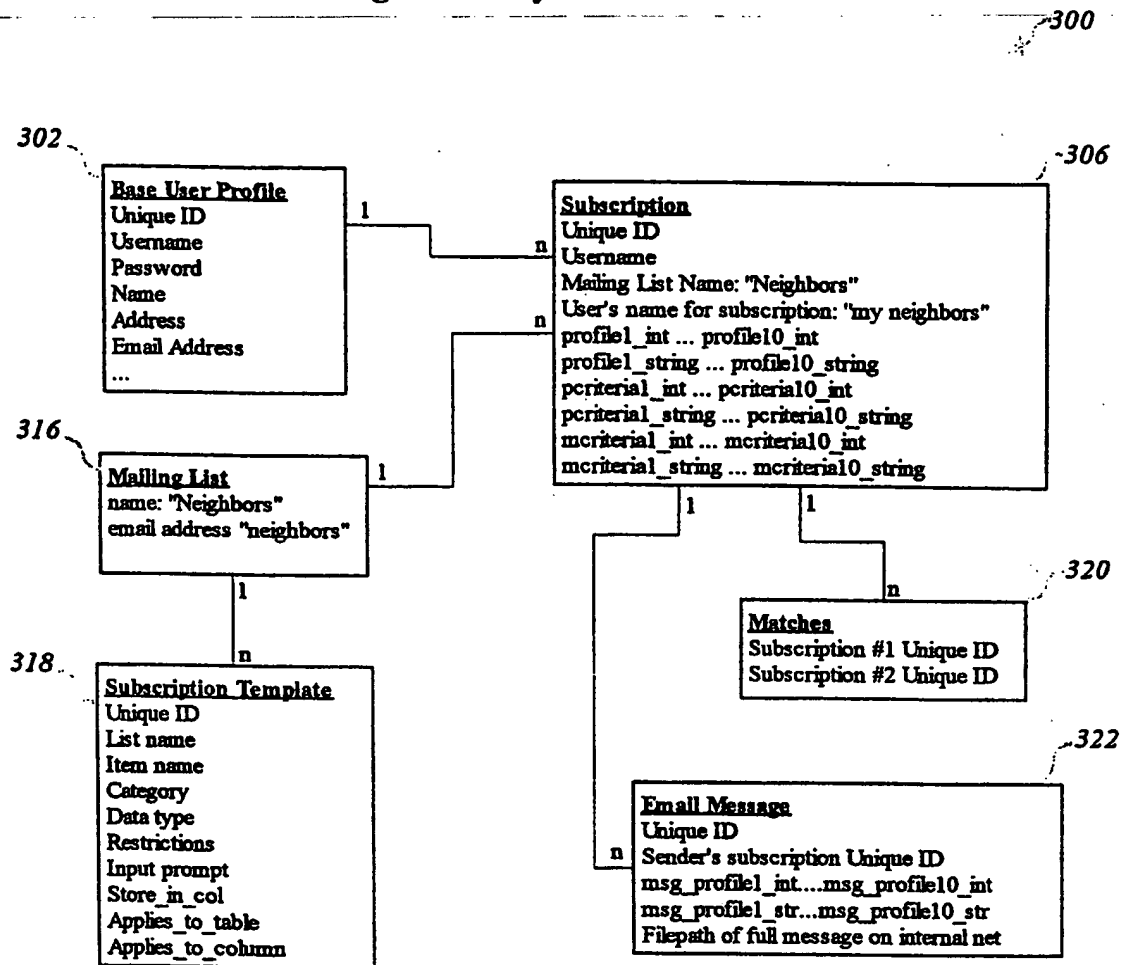 300
302
306
Base User Profile
Unique ID
Username
Password
Name
Address
Email Address
...
1
n
Subscription
Unique ID
Username
Mailing List Name: "Neighbors"
User's name for subscription: "my neighbors"
profile1_int ... profile10_int
profile1_string ... profile10_string
pcriteria1_int ... pcriteria10_int
pcriteria1_string ... pcriteria10_string
mcriteria1_int ... mcriteria10_int
mcriteria1_string ... mcriteria10_string
n
316
Mailing List
name: "Neighbors"
email address "neighbors"
1
1
1
1
n
n
320
Matches
Subscription #1 Unique ID
Subscription #2 Unique ID
318
Subscription Template
Unique ID
List name
Item name
Category
Data type
Restrictions
Input prompt
Store_in_col
Applies_to_table
Applies_to_column
322
n
Email Message
Unique ID
Sender's subscription Unique ID
msg_profile1_int....msg_profile10_int
msg_profile1_str...msg_profile10_str
Filepath of full message on internal net